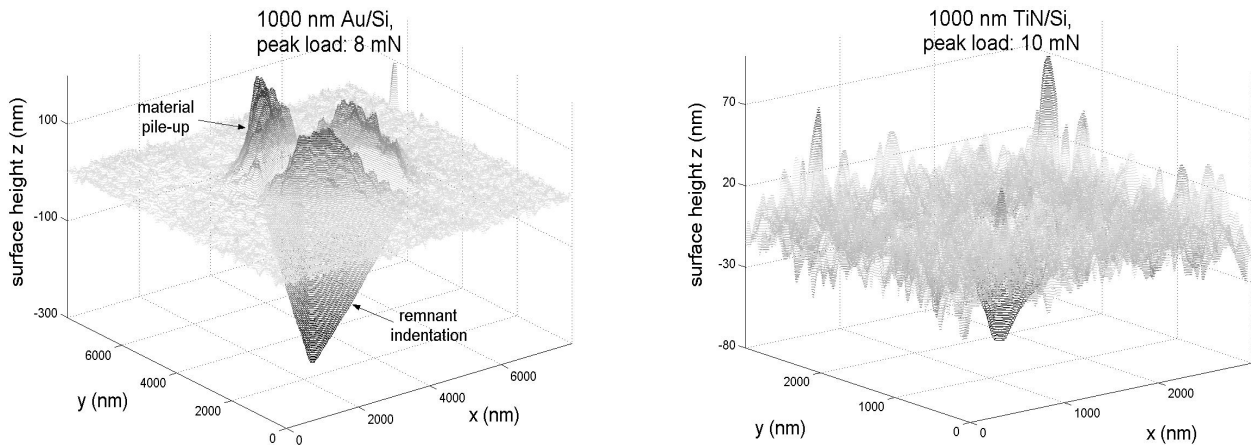 1000 nm Au/Si,
peak load: 8 mN
material
pile-up
surface height z (nm)
100
-100
-300
remnant
indentation
6000
4000
2000
0
y (nm)
0
2000
4000
6000
x (nm)
1000 nm TiN/Si,
peak load: 10 mN
surface height z (nm)
70
20
-30
-80
2000
1000
0
y (nm)
0
1000
2000
x (nm)